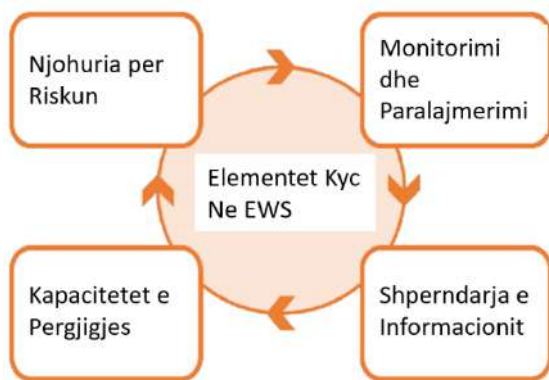 Njohuria per
Riskun
Monitorimi
dhe
Paralajmerimi
Elementet Kyc
Ne EWS
Kapacitetet e
Pergjigjes
Shperndarja e
Informacionit